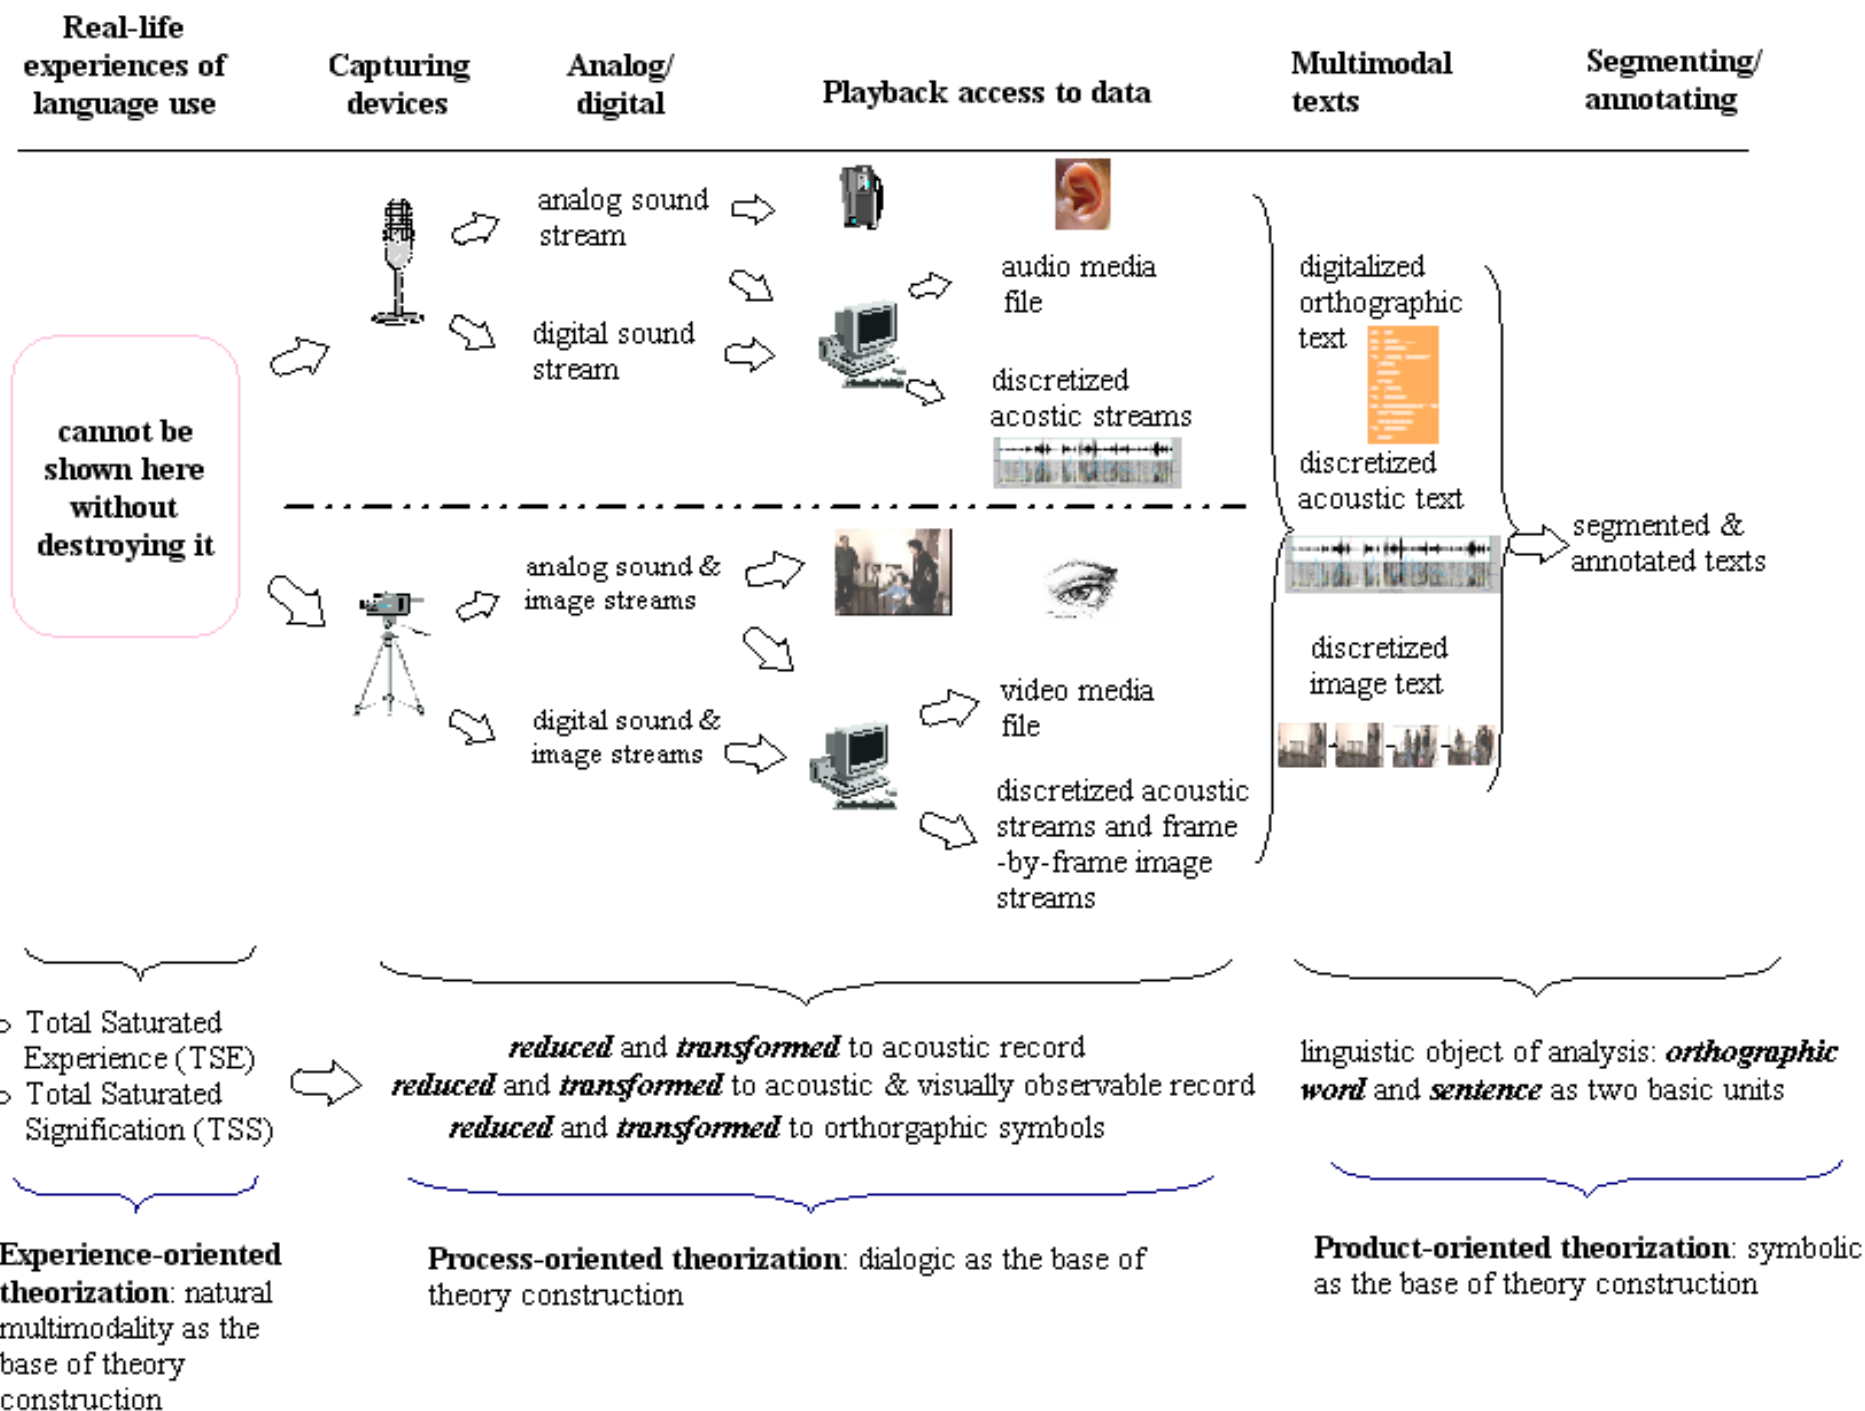 Real-life
experiences of
language use
Capturing
devices
Analog/
digital
Playback access to data
Multimodal
texts
Segmenting/
annotating
cannot be
shown here
without
destroying it
analog sound
stream
digital sound
stream
audio media
file
discretized
acostic streams
analog sound &
image streams
digital sound &
image streams
video media
file
discretized acoustic
streams and frame
-by-frame image
streams
digitalized
orthographic
text
discretized
acoustic text
discretized
image text
segmented &
annotated texts
Total Saturated
Experience (TSE)
Total Saturated
Signification (TSS)
reduced and transformed to acoustic record
reduced and transformed to acoustic & visually observable record
reduced and transformed to orthorgaphic symbols
linguistic object of analysis: orthographic
word and sentence as two basic units
Experience-oriented
theorization: natural
multimodality as the
base of theory
construction
Process-oriented theorization: dialogic as the base of
theory construction
Product-oriented theorization: symbolic
as the base of theory construction